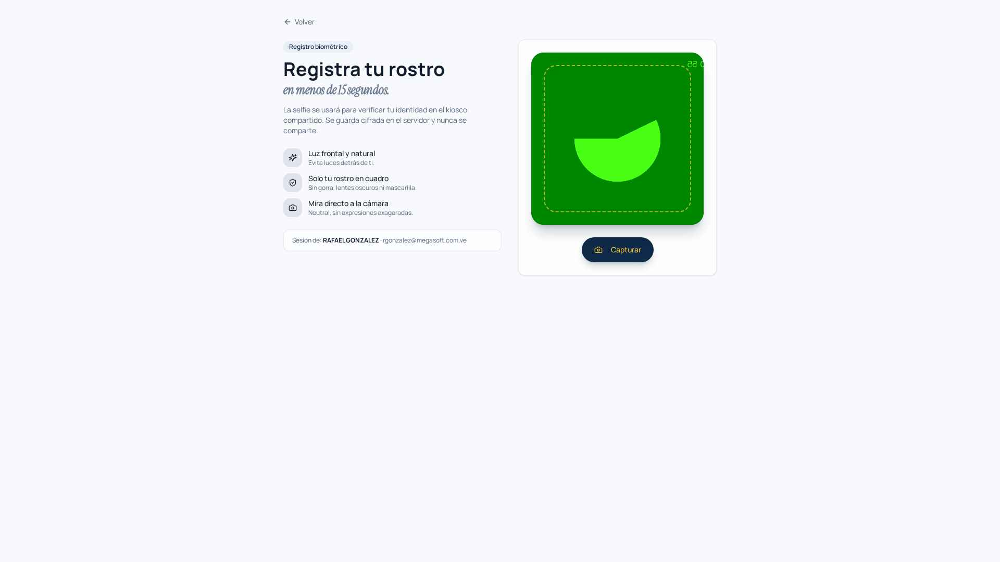 Volver
Registro biométrico
Registra tu rostro
en menos de 15 segundos.
La selfie se usará para verificar tu identidad en el kiosco
compartido. Se guarda cifrada en el servidor y nunca se
comparte.
Luz frontal y natural
Evita luces detrás de ti.
Solo tu rostro en cuadro
Sin gorra, lentes oscuros ni mascarilla.
Mira directo a la cámara
Neutral, sin expresiones exageradas.
Sesión de: RAFAEL GONZALEZ · rgonzalez@megasoft.com.ve
Capturar